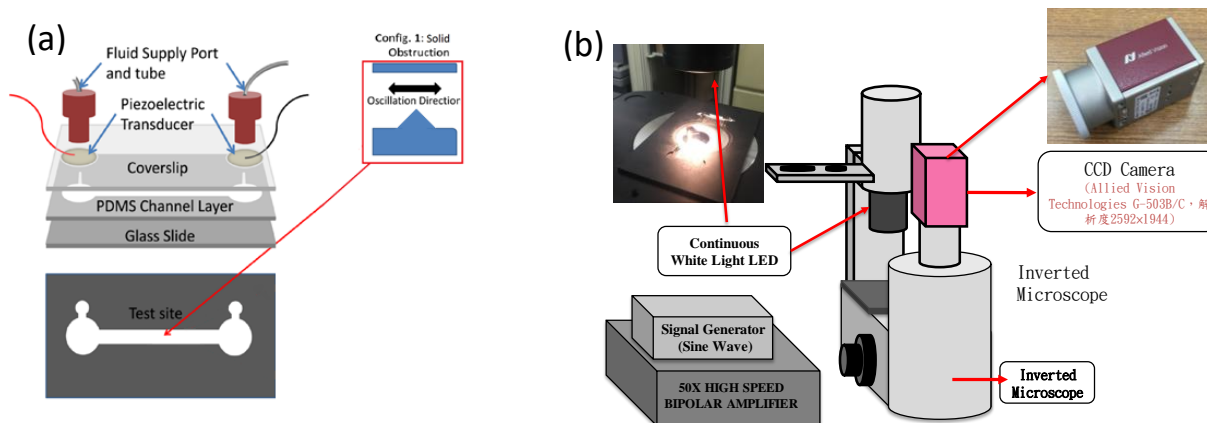 (a)
Fluid Supply Port
and tube
Piezoelectric
Transducer
Coverslip
PDMS Channel Layer
Glass Slide
Config. 1: Solid
Obstruction
Oscillation Direction
Test site
(b)
Continuous
White Light LED
Signal Generator
(Sine Wave)
50X HIGH SPEED
BIPOLAR AMPLIFIER
Allied Vision
CCD Camera
(Allied Vision
Technologies G-503B/C，解
析度2592×1944)
Inverted
Microscope
Inverted
Microscope